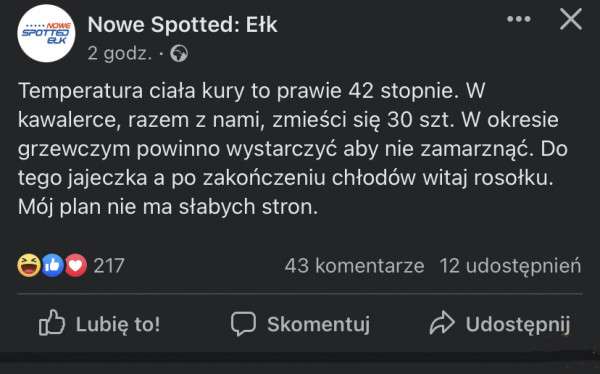 NOWE
SPOTTED
EŁK
Nowe Spotted: Ełk
2 godz. ·
Temperatura ciała kury to prawie 42 stopnie. W
kawalerce, razem z nami, zmieści się 30 szt. W okresie
grzewczym powinno wystarczyć aby nie zamarznąć. Do
tego jajeczka a po zakończeniu chłodów witaj rosołku.
Mój plan nie ma słabych stron.
217 43 komentarze 12 udostępnień
Lubię to! Skomentuj Udostępnij